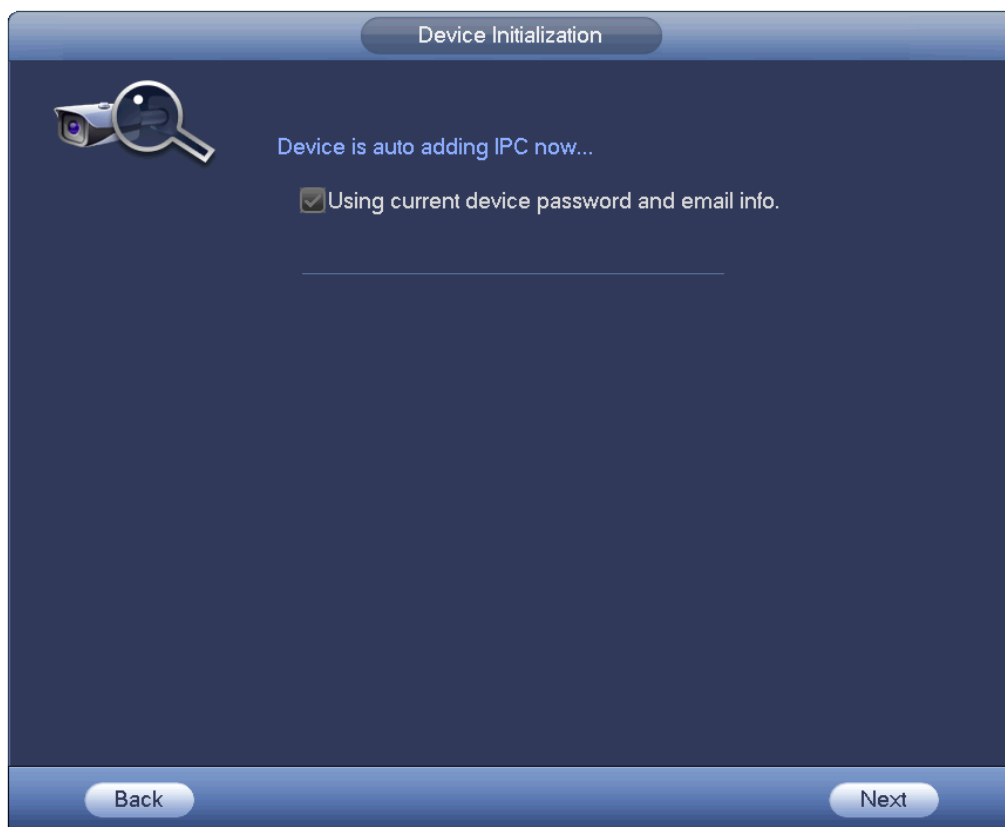 Device Initialization
Device is auto adding IPC now...
Using current device password and email info.
Back
Next